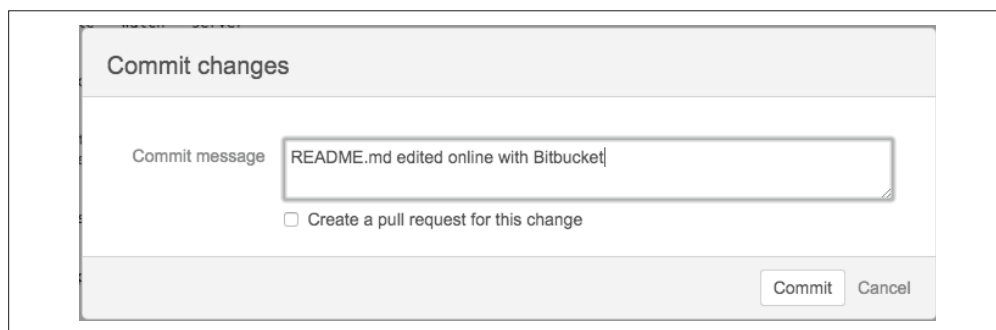 Commit changes
Commit message
README.md edited online with Bitbucket
Create a pull request for this change
Commit Cancel